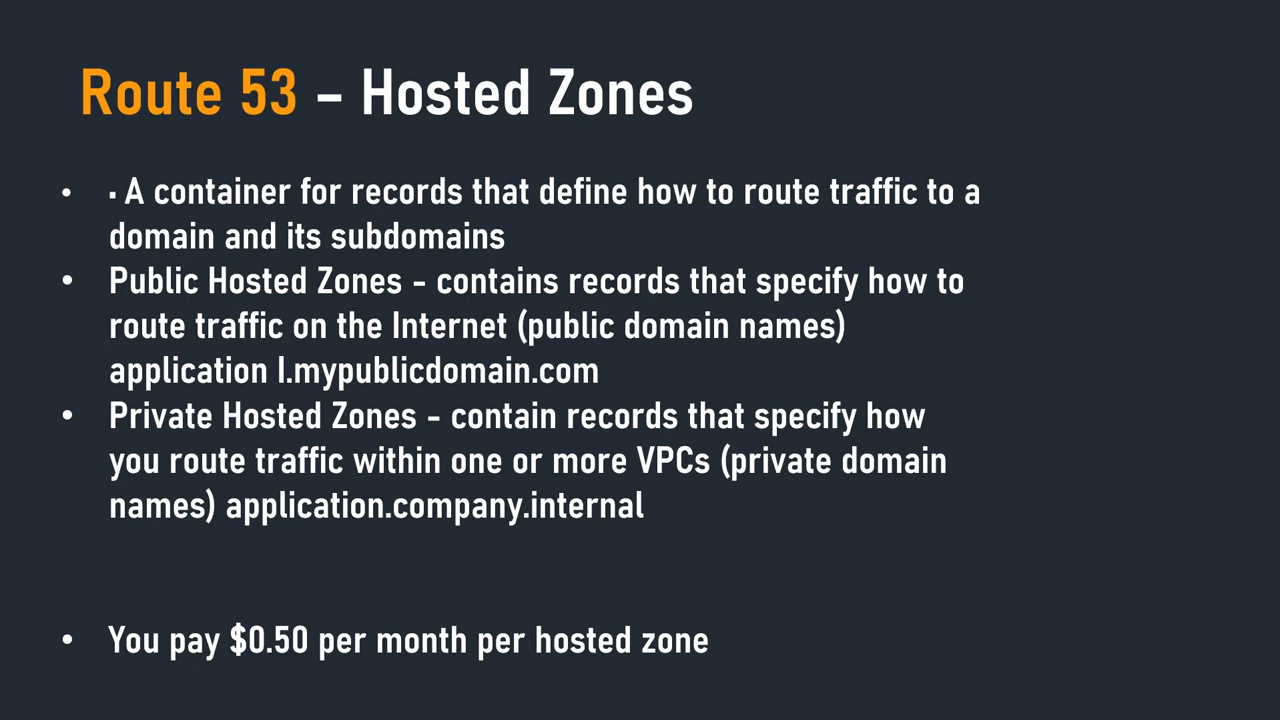 Route 53 – Hosted Zones
• ▪ A container for records that define how to route traffic to a
domain and its subdomains
• Public Hosted Zones - contains records that specify how to
route traffic on the Internet (public domain names)
application I.mypublicdomain.com
• Private Hosted Zones - contain records that specify how
you route traffic within one or more VPCs (private domain
names) application.company.internal
• You pay $0.50 per month per hosted zone